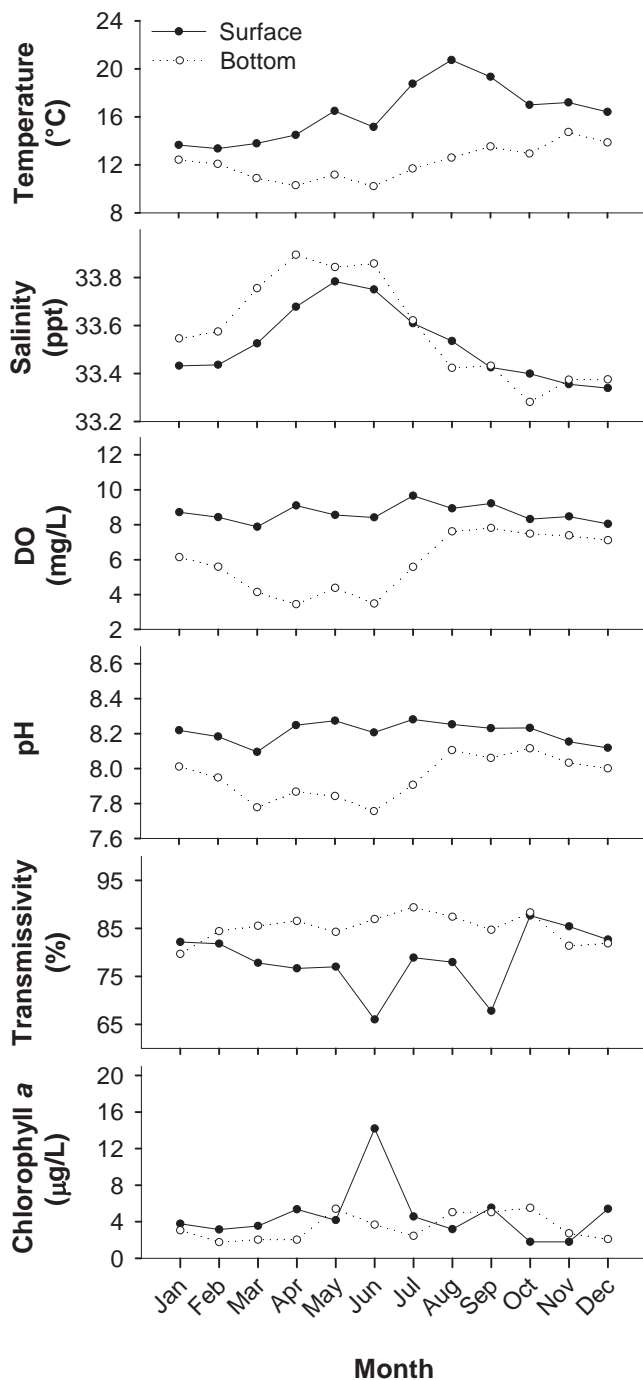 Surface
Bottom
Temperature
(°C)
24
20
16
12
8
Salinity
(ppt)
33.8
33.6
33.4
33.2
DO
(mg/L)
12
10
8
6
4
2
pH
8.6
8.4
8.2
8.0
7.8
7.6
Transmissivity
(%)
95
85
75
65
Chlorophyll a
(µg/L)
20
16
12
8
4
0
Jan Feb Mar Apr May Jun Jul Aug Sep Oct Nov Dec
Month